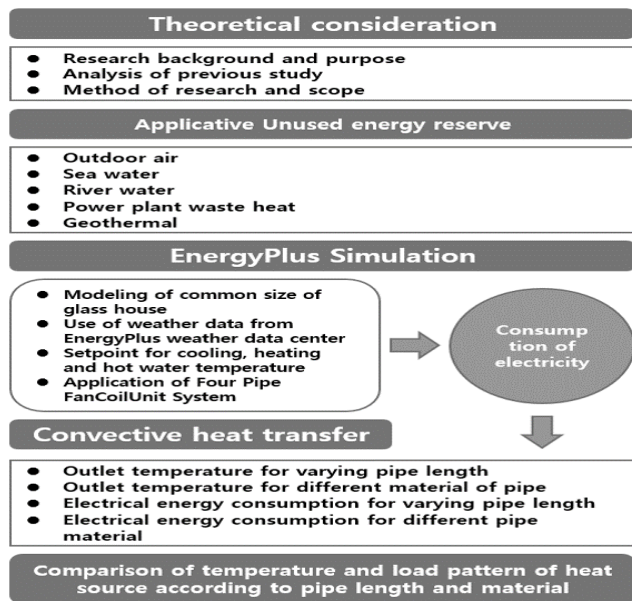 Theoretical consideration
● Research background and purpose
● Analysis of previous study
● Method of research and scope
Applicative Unused energy reserve
● Outdoor air
● Sea water
● River water
● Power plant waste heat
● Geothermal
EnergyPlus Simulation
● Modeling of common size of
glass house
● Use of weather data from
EnergyPlus weather data center
● Setpoint for cooling, heating
and hot water temperature
● Application of Four Pipe
FanCoilUnit System
Consump
tion of
electricity
Convective heat transfer
● Outlet temperature for varying pipe length
● Outlet temperature for different material of pipe
● Electrical energy consumption for varying pipe length
● Electrical energy consumption for different pipe
material
Comparison of temperature and load pattern of heat
source according to pipe length and material